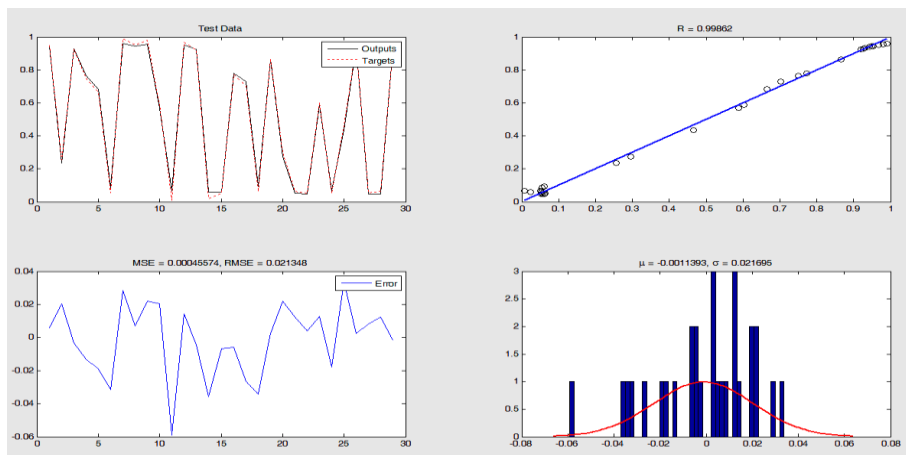 Test Data
1
0.8
0.6
0.4
0.2
0
0 5 10 15 20 25 30
Outputs
Targets
R = 0.99862
1
0.8
0.6
0.4
0.2
0
0 0.1 0.2 0.3 0.4 0.5 0.6 0.7 0.8 0.9 1
MSE = 0.00045574, RMSE = 0.021348
0.04
0.02
0
-0.02
-0.04
-0.06
0 5 10 15 20 25 30
Error
μ = -0.0011393, σ = 0.021695
3
2.5
2
1.5
1
0.5
0
-0.08 -0.06 -0.04 -0.02 0 0.02 0.04 0.06 0.08